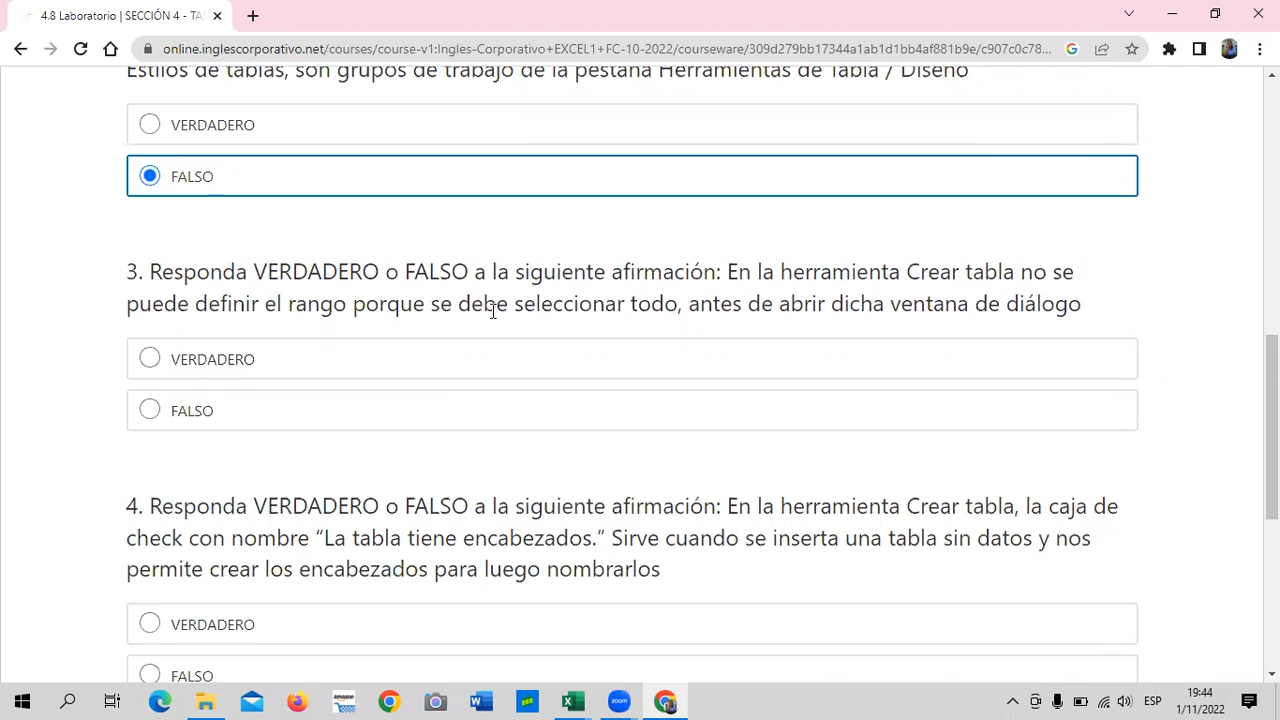 4.8 Laboratorio | SECCIÓN 4 - TA
online.inglescorporativo.net/courses/course-v1:Ingles-Corporativo+EXCEL1+FC-10-2022/courseware/309d279bb17344a1ab1d1bb4af881b9e/c907c0c78...
Estilos de tablas, son grupos de trabajo de la pestaña Herramientas de Tabla / Diseño
VERDADERO
FALSO
3. Responda VERDADERO o FALSO a la siguiente afirmación: En la herramienta Crear tabla no se
puede definir el rango porque se debe seleccionar todo, antes de abrir dicha ventana de diálogo
VERDADERO
FALSO
4. Responda VERDADERO o FALSO a la siguiente afirmación: En la herramienta Crear tabla, la caja de
check con nombre “La tabla tiene encabezados.” Sirve cuando se inserta una tabla sin datos y nos
permite crear los encabezados para luego nombrarlos
VERDADERO
FALSO
amazon
zoom
ESP
19:44
1/11/2022